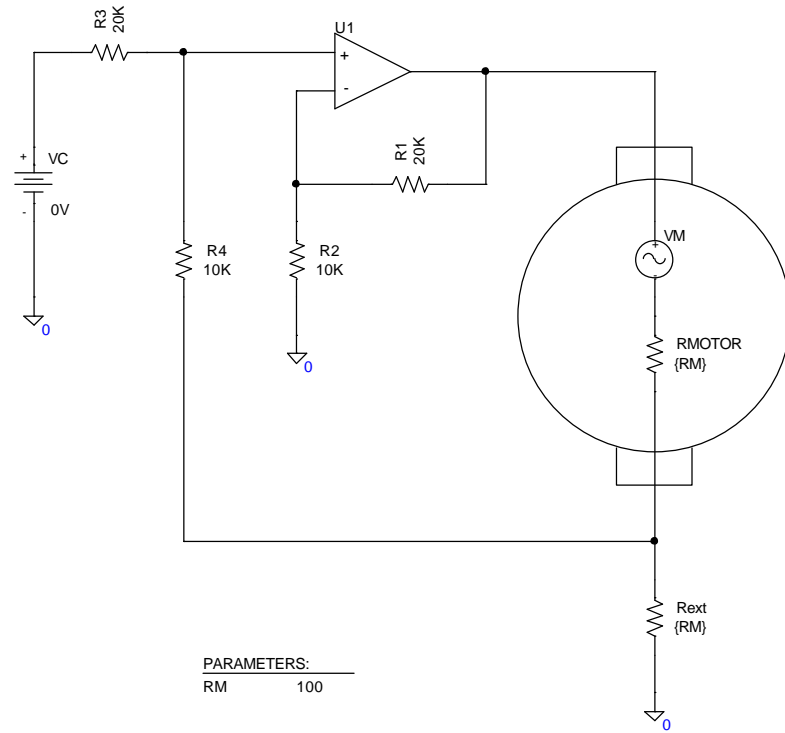 R3
20K
U1
+
-
R1
20K
+
VC
-
0V
R4
10K
R2
10K
VM
+
-
0
0
RMOTOR
{RM}
Rext
{RM}
PARAMETERS:
RM 100
0